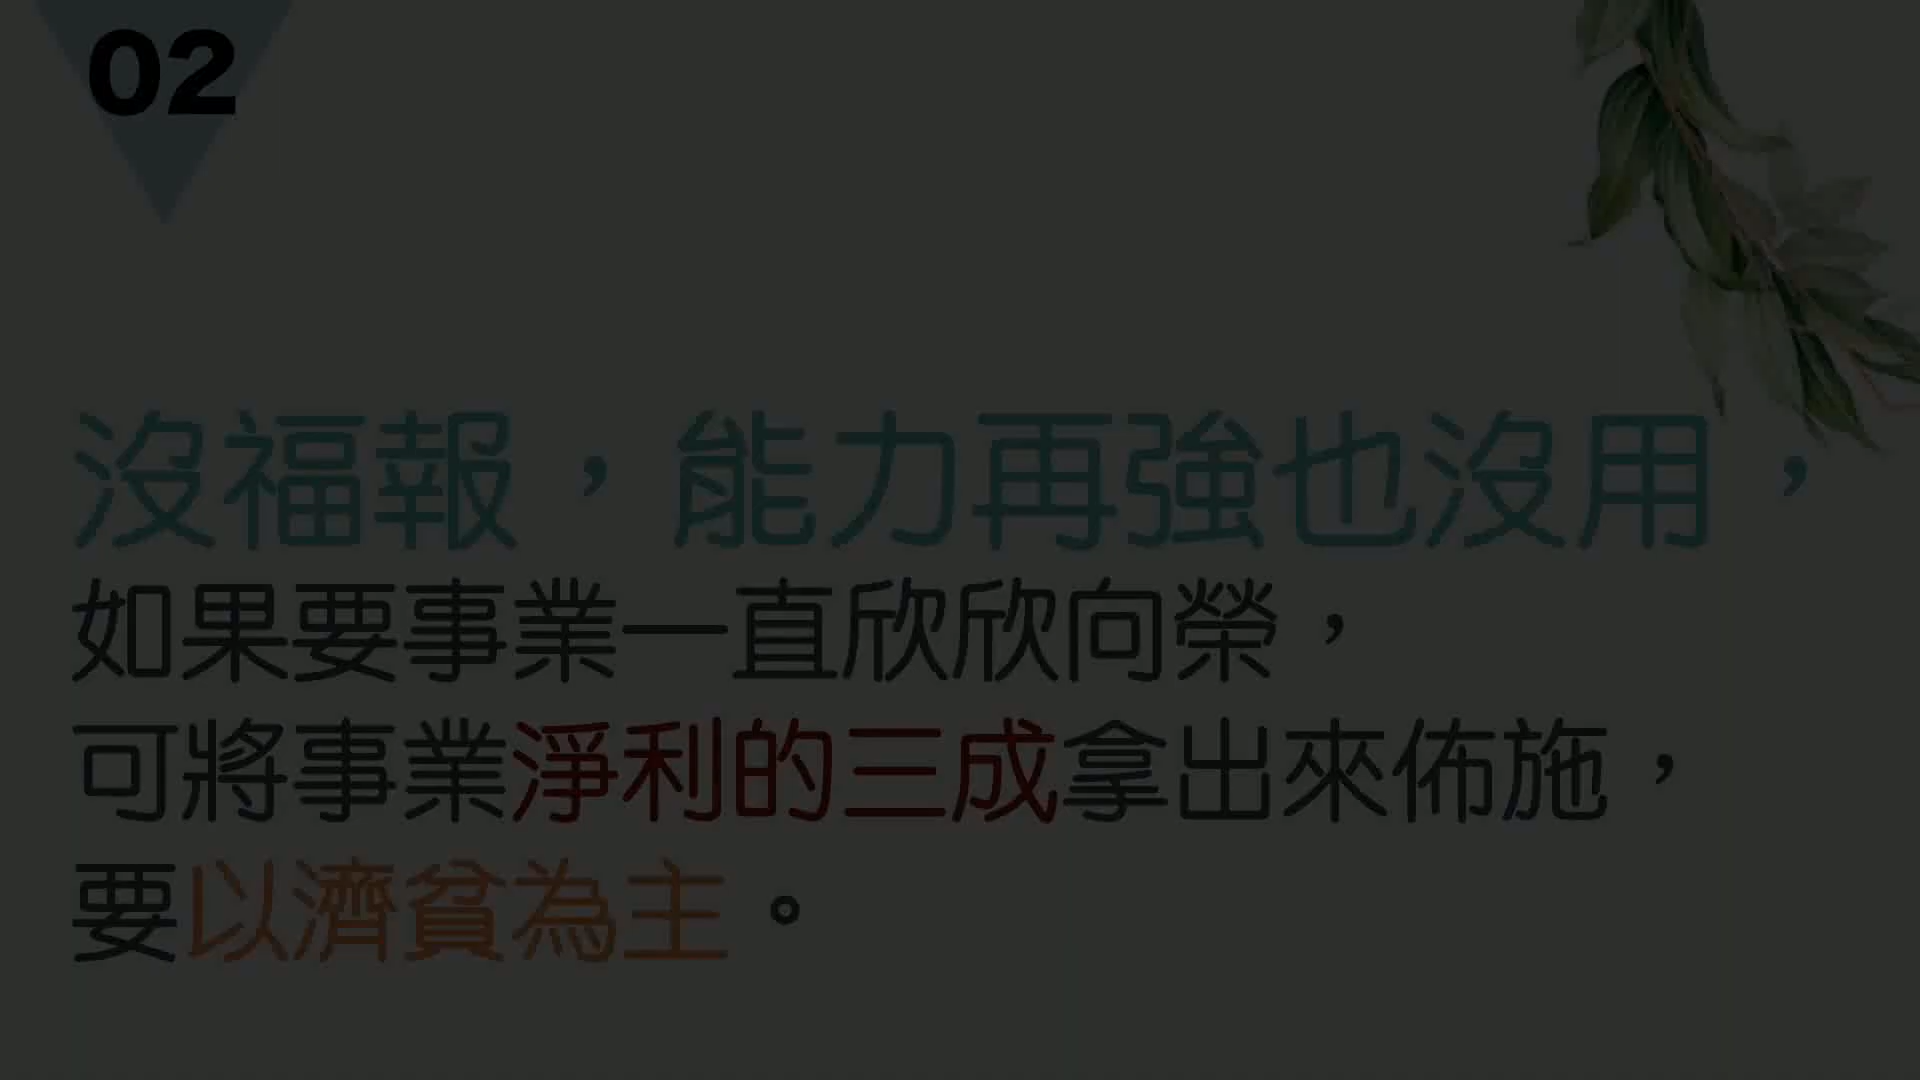 02
沒福報，能力再強也沒用，
如果要事業一直欣欣向榮，
可將事業淨利的三成拿出來佈施，
要以濟貧為主。